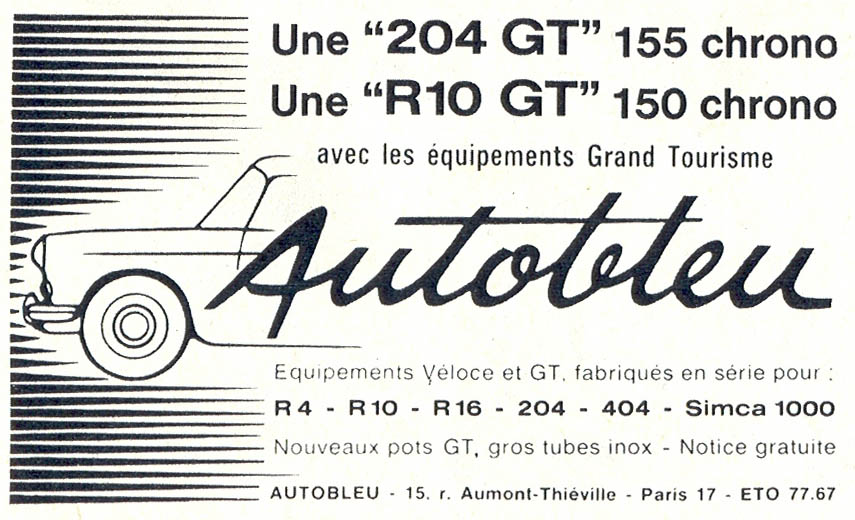 Une “204 GT” 155 chrono
Une “R10 GT” 150 chrono
avec les équipements Grand Tourisme
Autobleu
Equipements Véloce et GT, fabriqués en série pour :
R4 - R10 - R16 - 204 - 404 - Simca 1000
Nouveaux pots GT, gros tubes inox - Notice gratuite
AUTOBLEU - 15, r. Aumont-Thiéville - Paris 17 - ETO 77.67